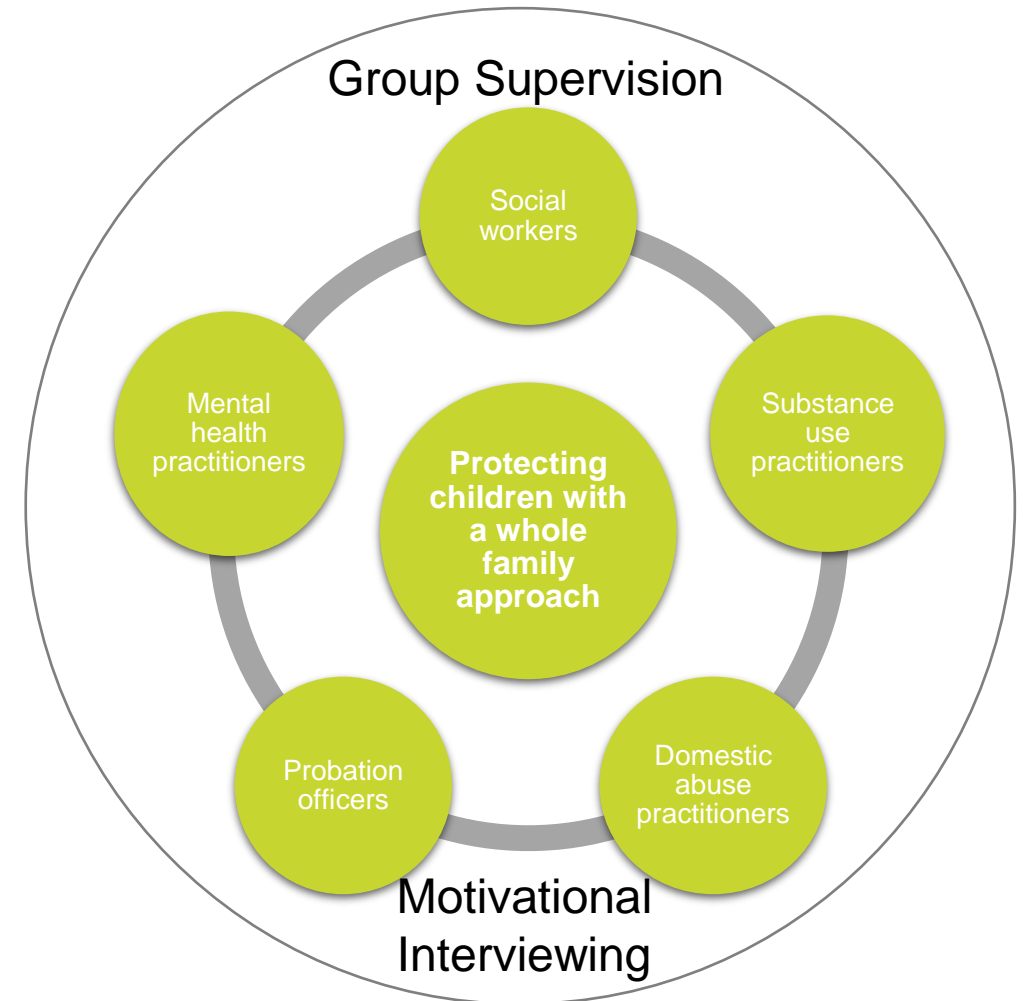 Group Supervision
Social
workers
Mental
health
practitioners
Substance
use
practitioners
Protecting
children with
a whole
family
approach
Probation
officers
Domestic
abuse
practitioners
Motivational
Interviewing